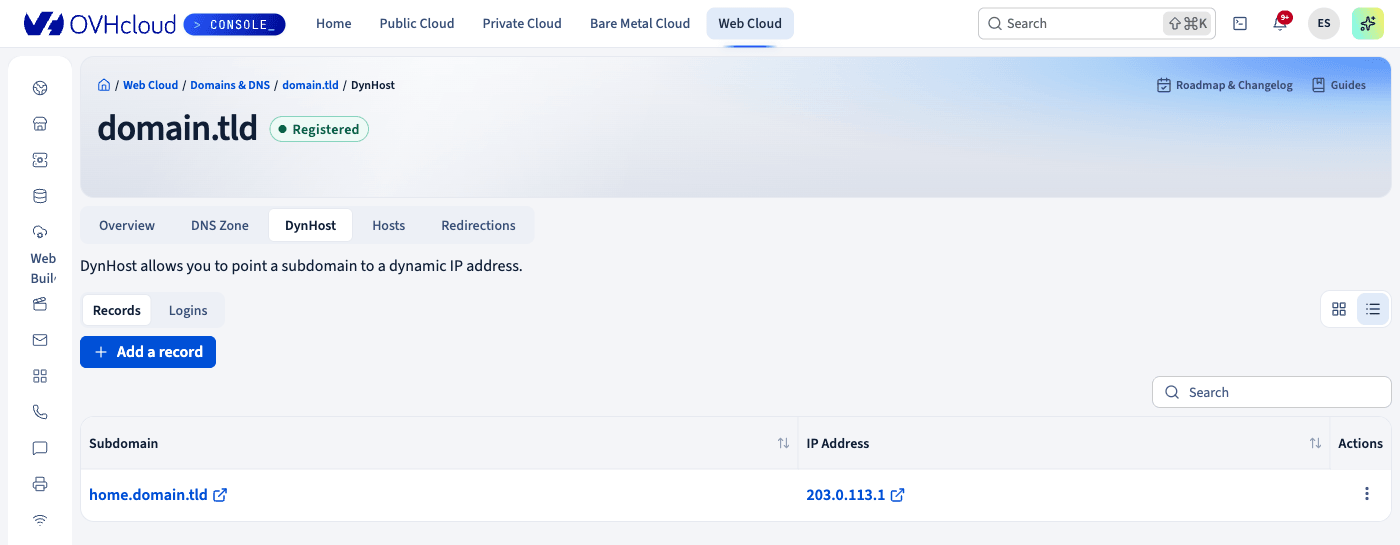 OVHcloud > CONSOLE_ Home Public Cloud Private Cloud Bare Metal Cloud Web Cloud Search ⇧⌘K 9+ ES
/ Web Cloud / Domains & DNS / domain.tld / DynHost Roadmap & Changelog Guides
domain.tld Registered
Overview DNS Zone DynHost Hosts Redirections
Web
DynHost allows you to point a subdomain to a dynamic IP address.
Records Logins
+ Add a record
Search
Subdomain IP Address Actions
home.domain.tld 203.0.113.1